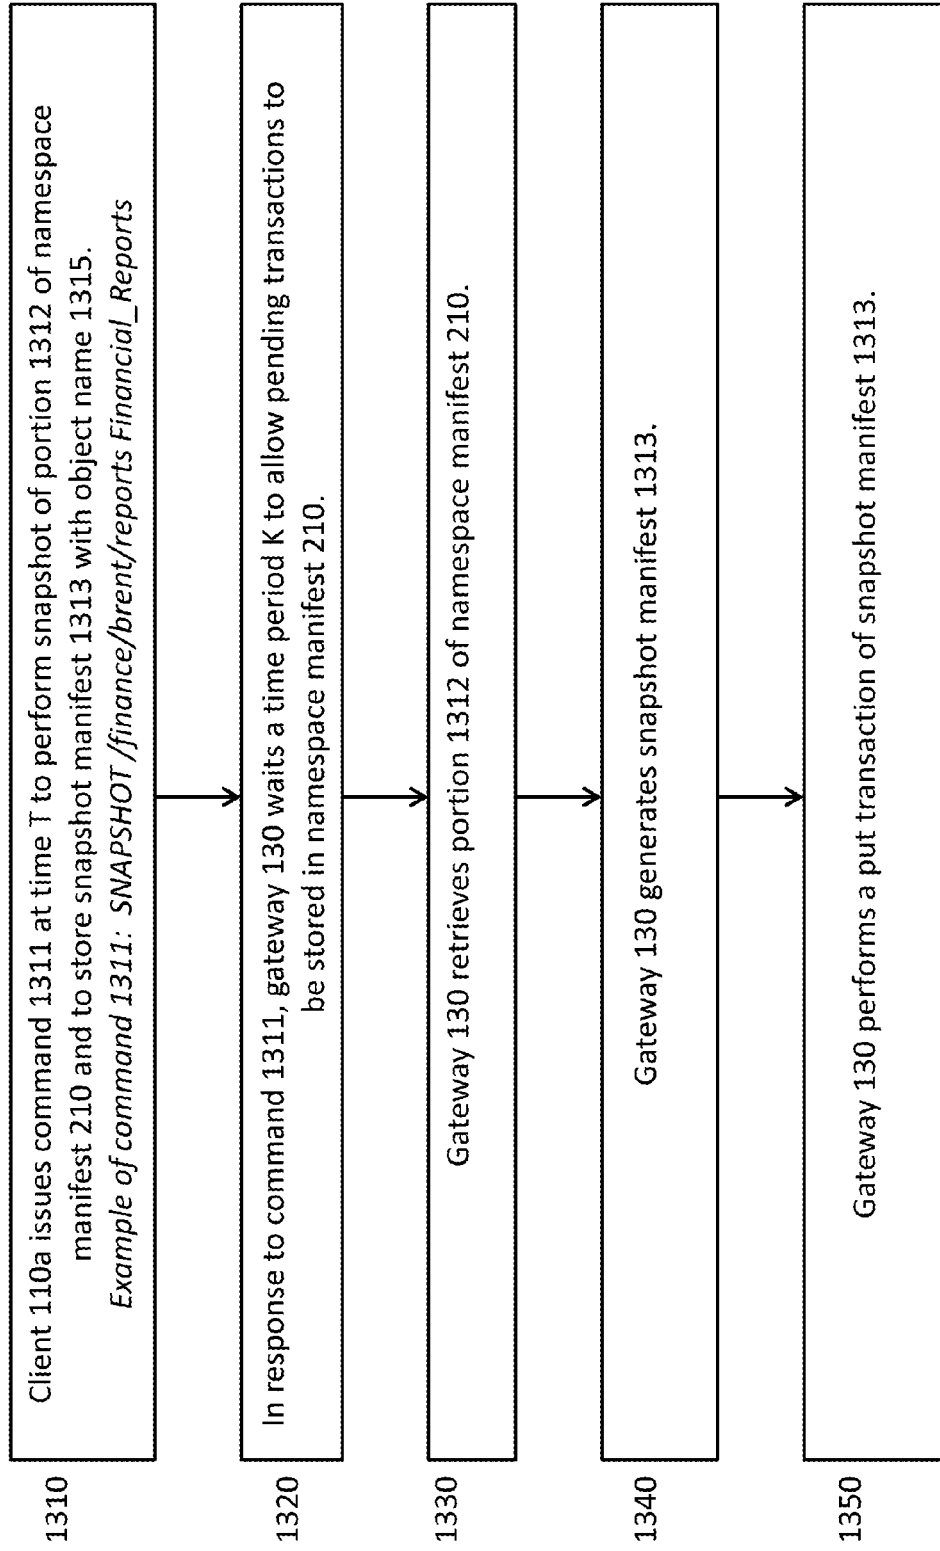 1310
Client 110a issues command 1311 at time T to perform snapshot of portion 1312 of namespace
manifest 210 and to store snapshot manifest 1313 with object name 1315.
Example of command 1311: SNAPSHOT /finance/brent/reports Financial_Reports
1320
In response to command 1311, gateway 130 waits a time period K to allow pending transactions to
be stored in namespace manifest 210.
1330
Gateway 130 retrieves portion 1312 of namespace manifest 210.
1340
Gateway 130 generates snapshot manifest 1313.
1350
Gateway 130 performs a put transaction of snapshot manifest 1313.